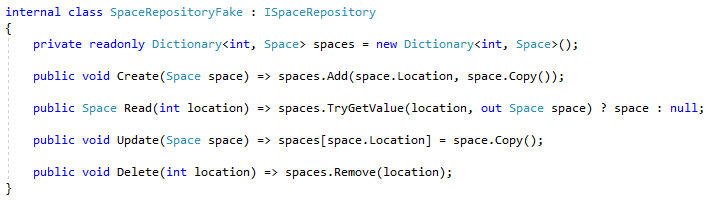 internal class SpaceRepositoryFake : ISpaceRepository
{
    private readonly Dictionary<int, Space> spaces = new Dictionary<int, Space>();
    public void Create(Space space) => spaces.Add(space.Location, space.Copy());
    public Space Read(int location) => spaces.TryGetValue(location, out Space space) ? space : null;
    public void Update(Space space) => spaces[space.Location] = space.Copy();
    public void Delete(int location) => spaces.Remove(location);
}